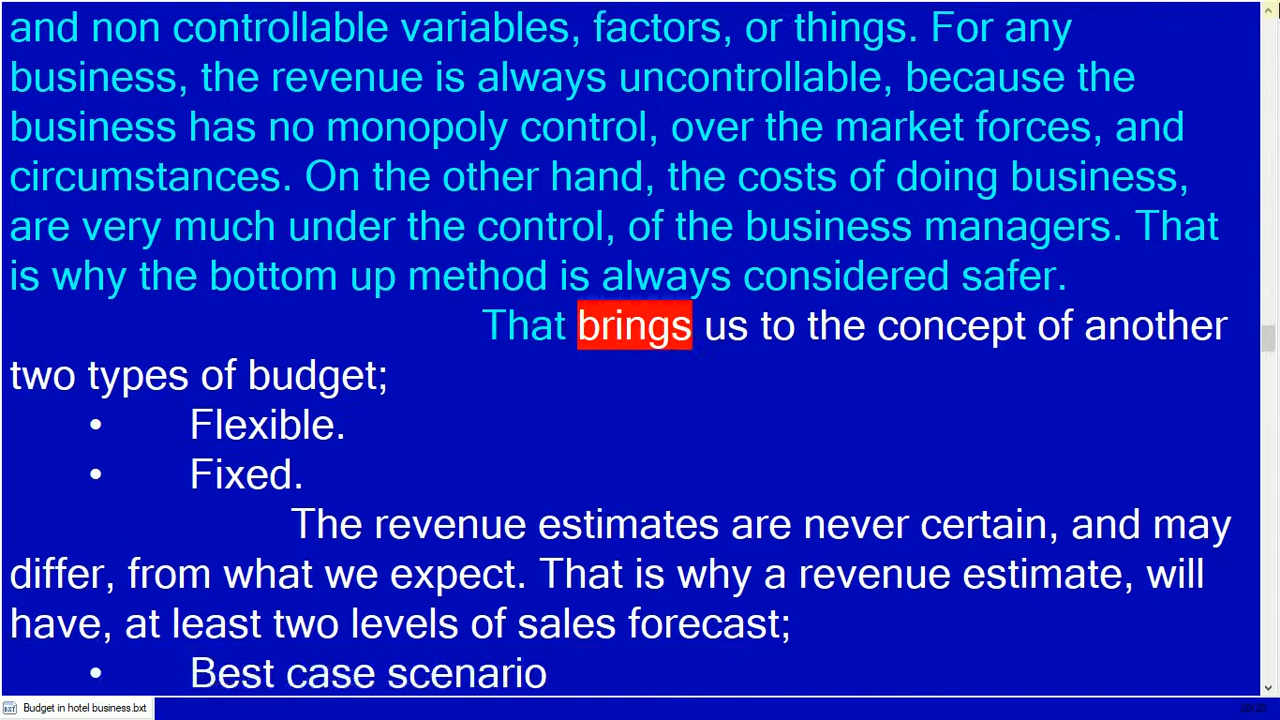 and non controllable variables, factors, or things. For any
business, the revenue is always uncontrollable, because the
business has no monopoly control, over the market forces, and
circumstances. On the other hand, the costs of doing business,
are very much under the control, of the business managers. That
is why the bottom up method is always considered safer.
That brings us to the concept of another
two types of budget;
• Flexible.
• Fixed.
The revenue estimates are never certain, and may
differ, from what we expect. That is why a revenue estimate, will
have, at least two levels of sales forecast;
• Best case scenario
Budget in hotel business.bxt